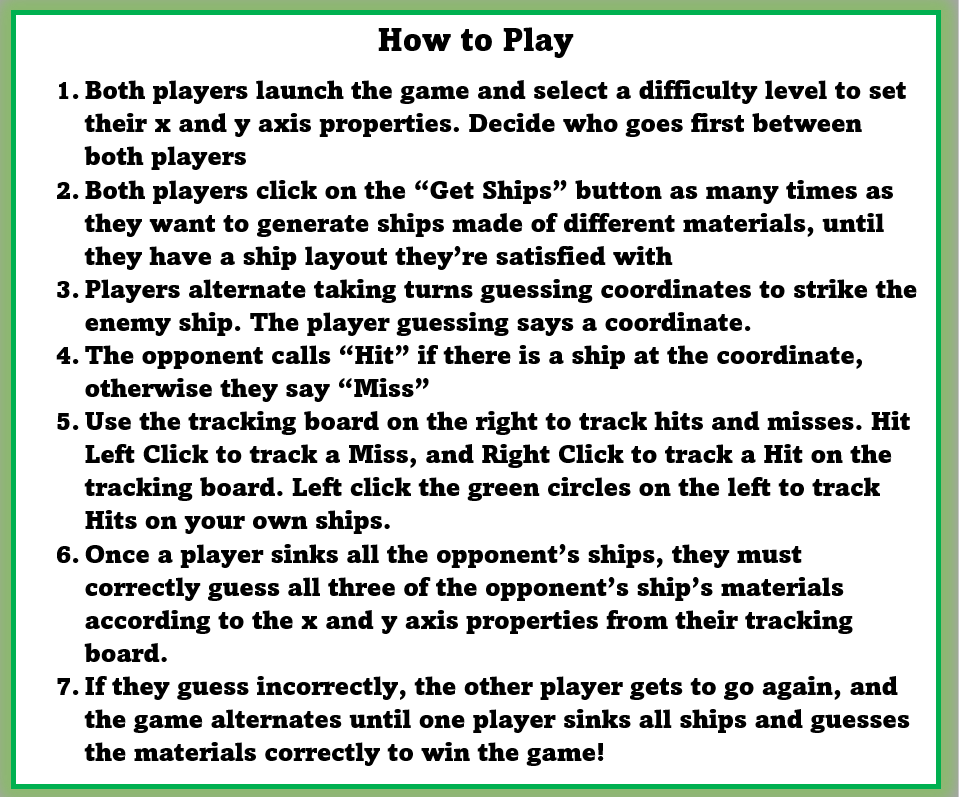 How to Play
1. Both players launch the game and select a difficulty level to set
their x and y axis properties. Decide who goes first between
both players
2. Both players click on the “Get Ships” button as many times as
they want to generate ships made of different materials, until
they have a ship layout they’re satisfied with
3. Players alternate taking turns guessing coordinates to strike the
enemy ship. The player guessing says a coordinate.
4. The opponent calls “Hit” if there is a ship at the coordinate,
otherwise they say “Miss”
5. Use the tracking board on the right to track hits and misses. Hit
Left Click to track a Miss, and Right Click to track a Hit on the
tracking board. Left click the green circles on the left to track
Hits on your own ships.
6. Once a player sinks all the opponent’s ships, they must
correctly guess all three of the opponent’s ship’s materials
according to the x and y axis properties from their tracking
board.
7. If they guess incorrectly, the other player gets to go again, and
the game alternates until one player sinks all ships and guesses
the materials correctly to win the game!